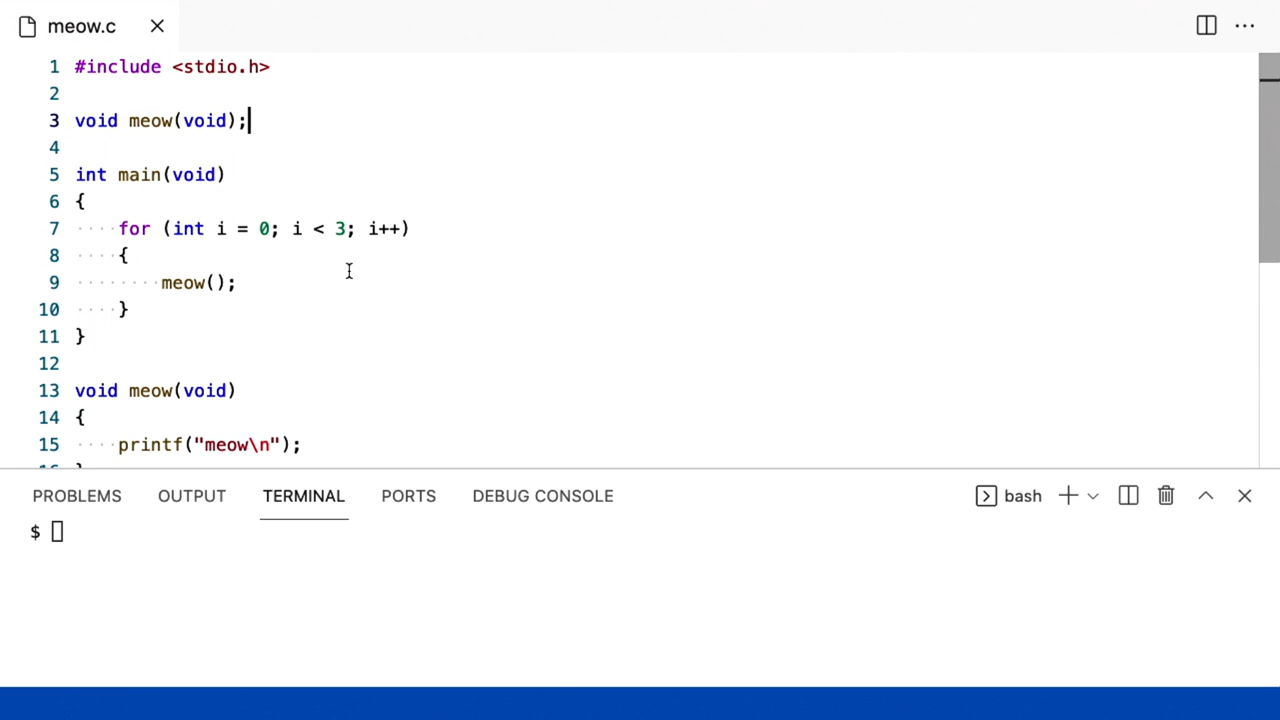 meow.c
1 #include <stdio.h>
2
3 void meow(void);
4
5 int main(void)
6 {
7 ····for (int i = 0; i < 3; i++)
8 ····{
9 ········meow();
10 ····}
11 }
12
13 void meow(void)
14 {
15 ····printf("meow\n");
PROBLEMS OUTPUT TERMINAL PORTS DEBUG CONSOLE bash
$